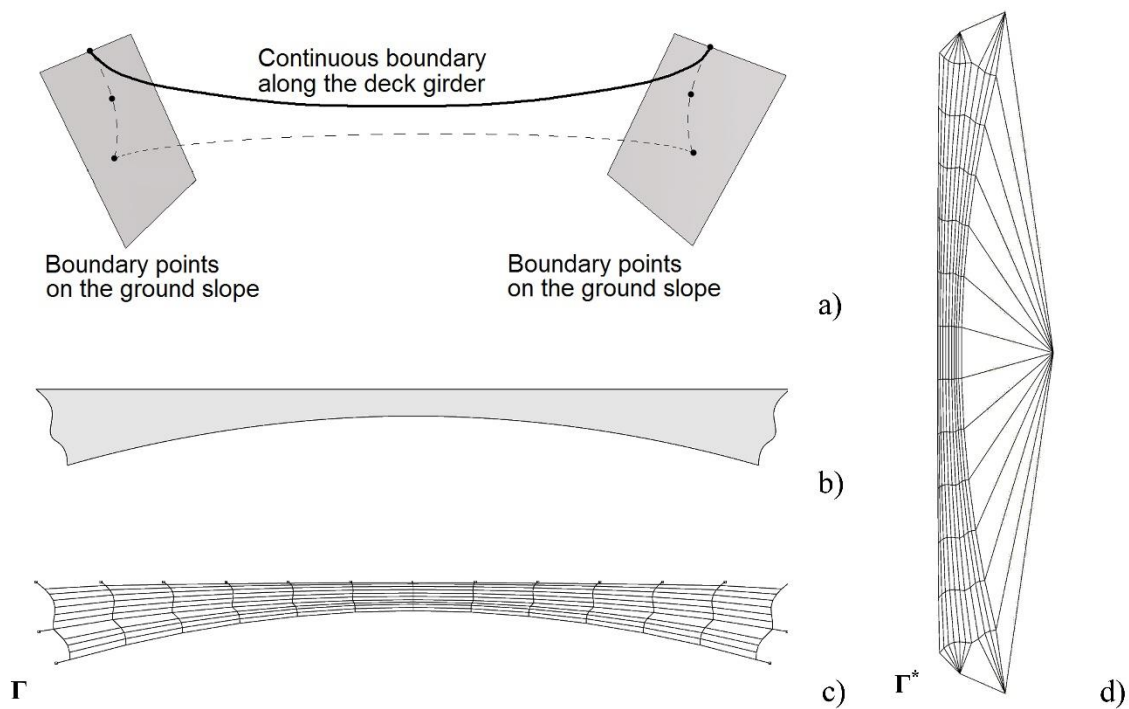 Continuous boundary
along the deck girder
Boundary points
on the ground slope
Boundary points
on the ground slope
a)
b)
Γ
c)
Γ*
d)